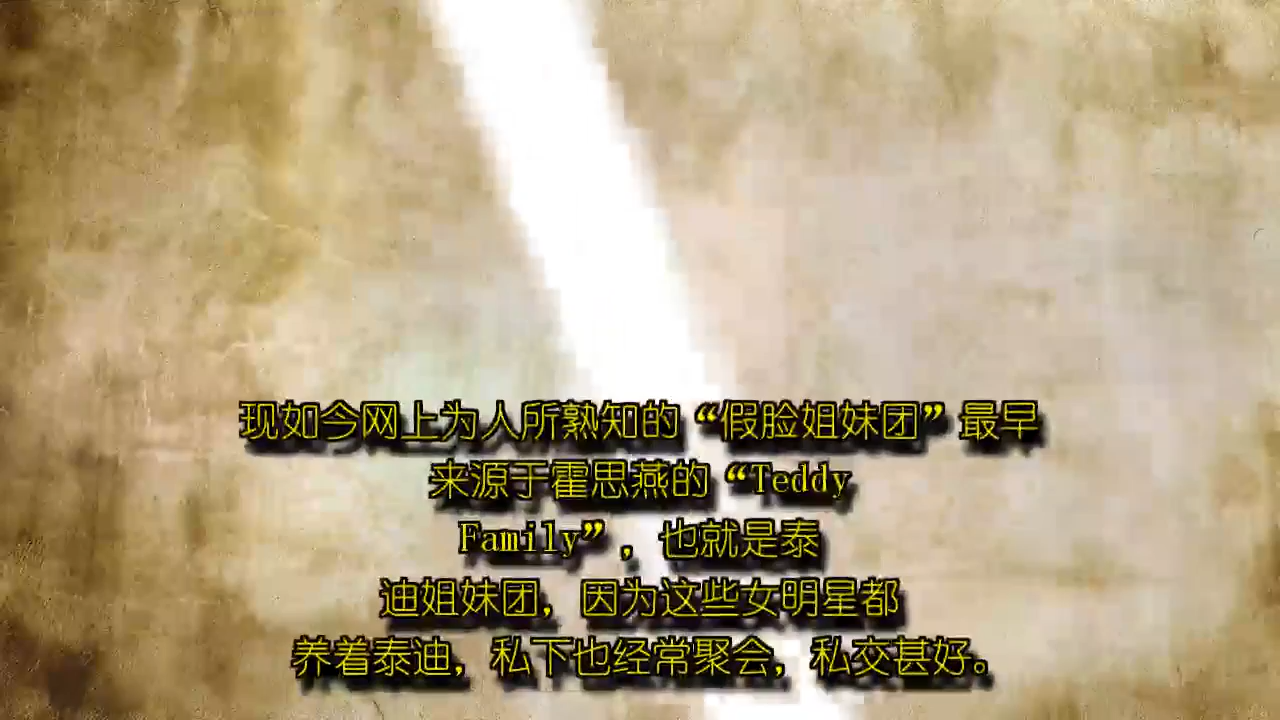 现如今网上为人所熟知的“假脸姐妹团”最早
来源于霍思燕的“Teddy
Family”，也就是泰
迪姐妹团，因为这些女明星都
养着泰迪，私下也经常聚会，私交甚好。